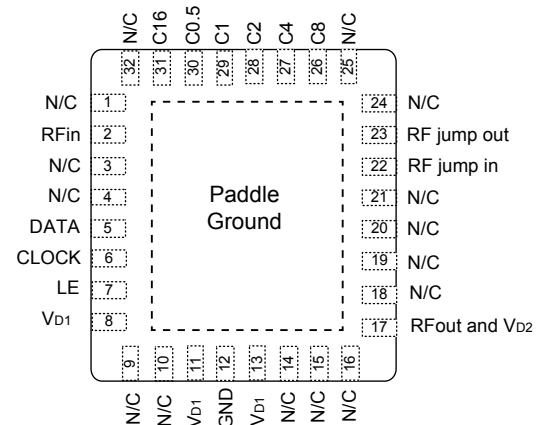 N/C C16 C0.5 C1 C2 C4 C8 N/C
32 31 30 29 28 27 26 25
N/C 1 24 N/C
RFin 2 23 RF jump out
N/C 3 22 RF jump in
N/C 4 21 N/C
Paddle
Ground
DATA 5 20 N/C
CLOCK 6 19 N/C
LE 7 18 N/C
VD1 8 17 RFout and VD2
9 10 11 12 13 14 15 16
N/C N/C VD1 GND VD1 N/C N/C N/C